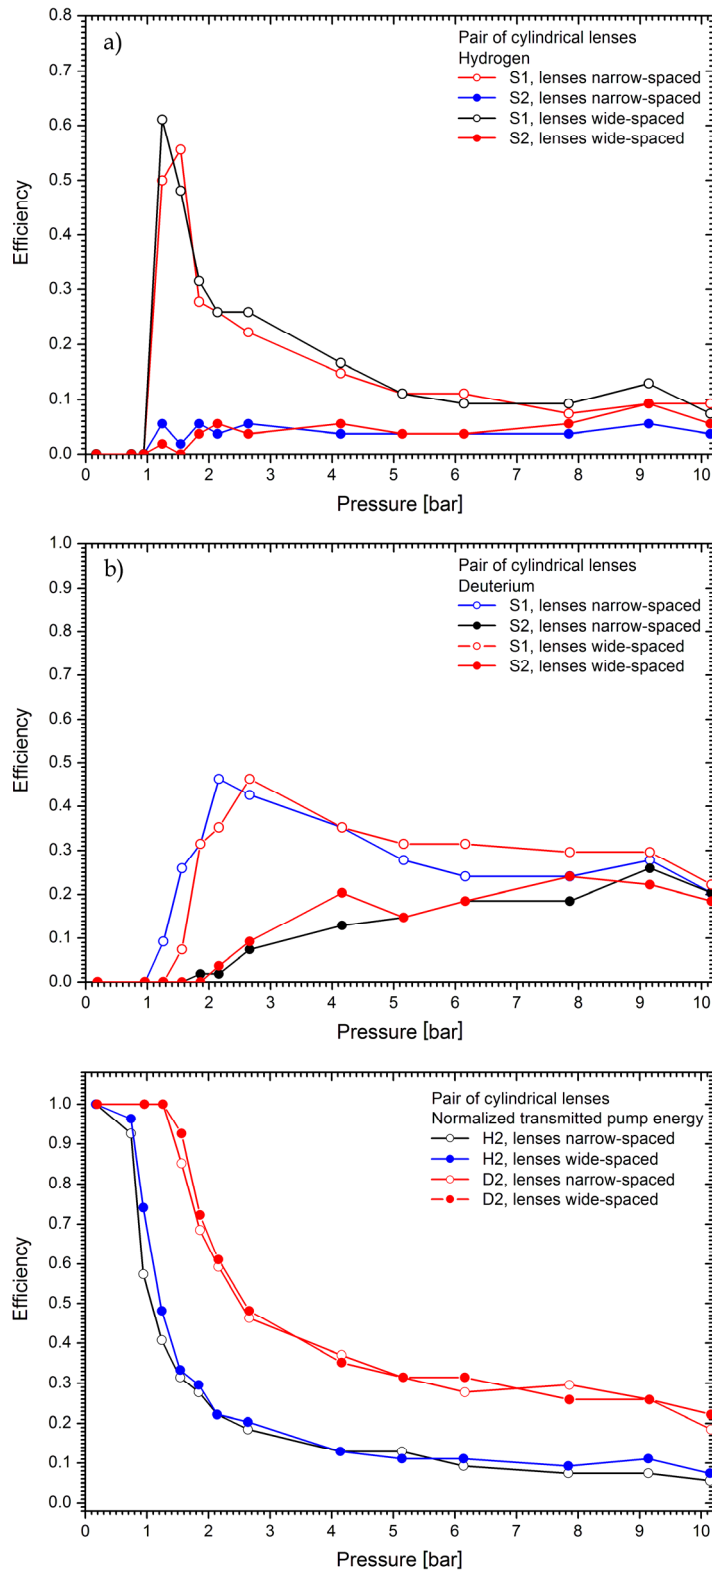 a)
Pair of cylindrical lenses
Hydrogen
S1, lenses narrow-spaced
S2, lenses narrow-spaced
S1, lenses wide-spaced
S2, lenses wide-spaced
Efficiency
0.8
0.7
0.6
0.5
0.4
0.3
0.2
0.1
0.0
0 1 2 3 4 5 6 7 8 9 10
Pressure [bar]
b)
Pair of cylindrical lenses
Deuterium
S1, lenses narrow-spaced
S2, lenses narrow-spaced
S1, lenses wide-spaced
S2, lenses wide-spaced
Efficiency
1.0
0.9
0.8
0.7
0.6
0.5
0.4
0.3
0.2
0.1
0.0
0 1 2 3 4 5 6 7 8 9 10
Pressure [bar]
Pair of cylindrical lenses
Normalized transmitted pump energy
H2, lenses narrow-spaced
H2, lenses wide-spaced
D2, lenses narrow-spaced
D2, lenses wide-spaced
Efficiency
1.0
0.9
0.8
0.7
0.6
0.5
0.4
0.3
0.2
0.1
0.0
0 1 2 3 4 5 6 7 8 9 10
Pressure [bar]